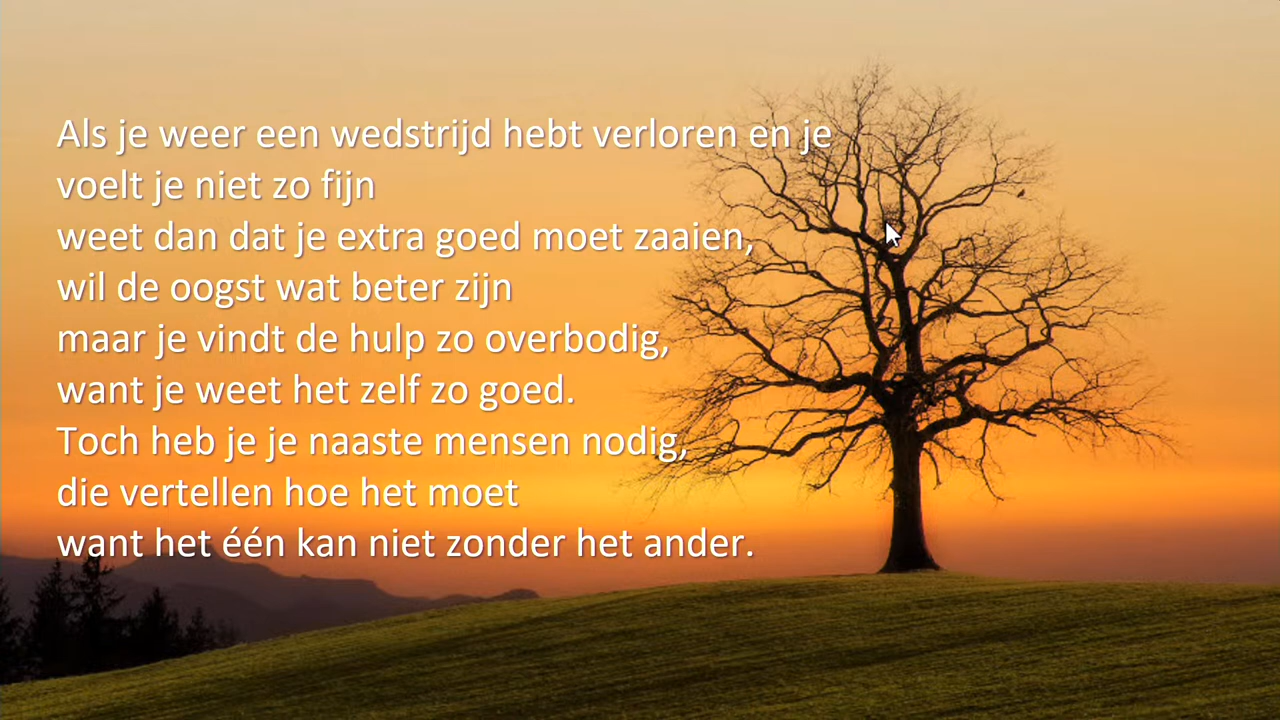 Als je weer een wedstrijd hebt verloren en je
voelt je niet zo fijn
weet dan dat je extra goed moet zaaien,
wil de oogst wat beter zijn
maar je vindt de hulp zo overbodig,
want je weet het zelf zo goed.
Toch heb je je naaste mensen nodig,
die vertellen hoe het moet
want het één kan niet zonder het ander.